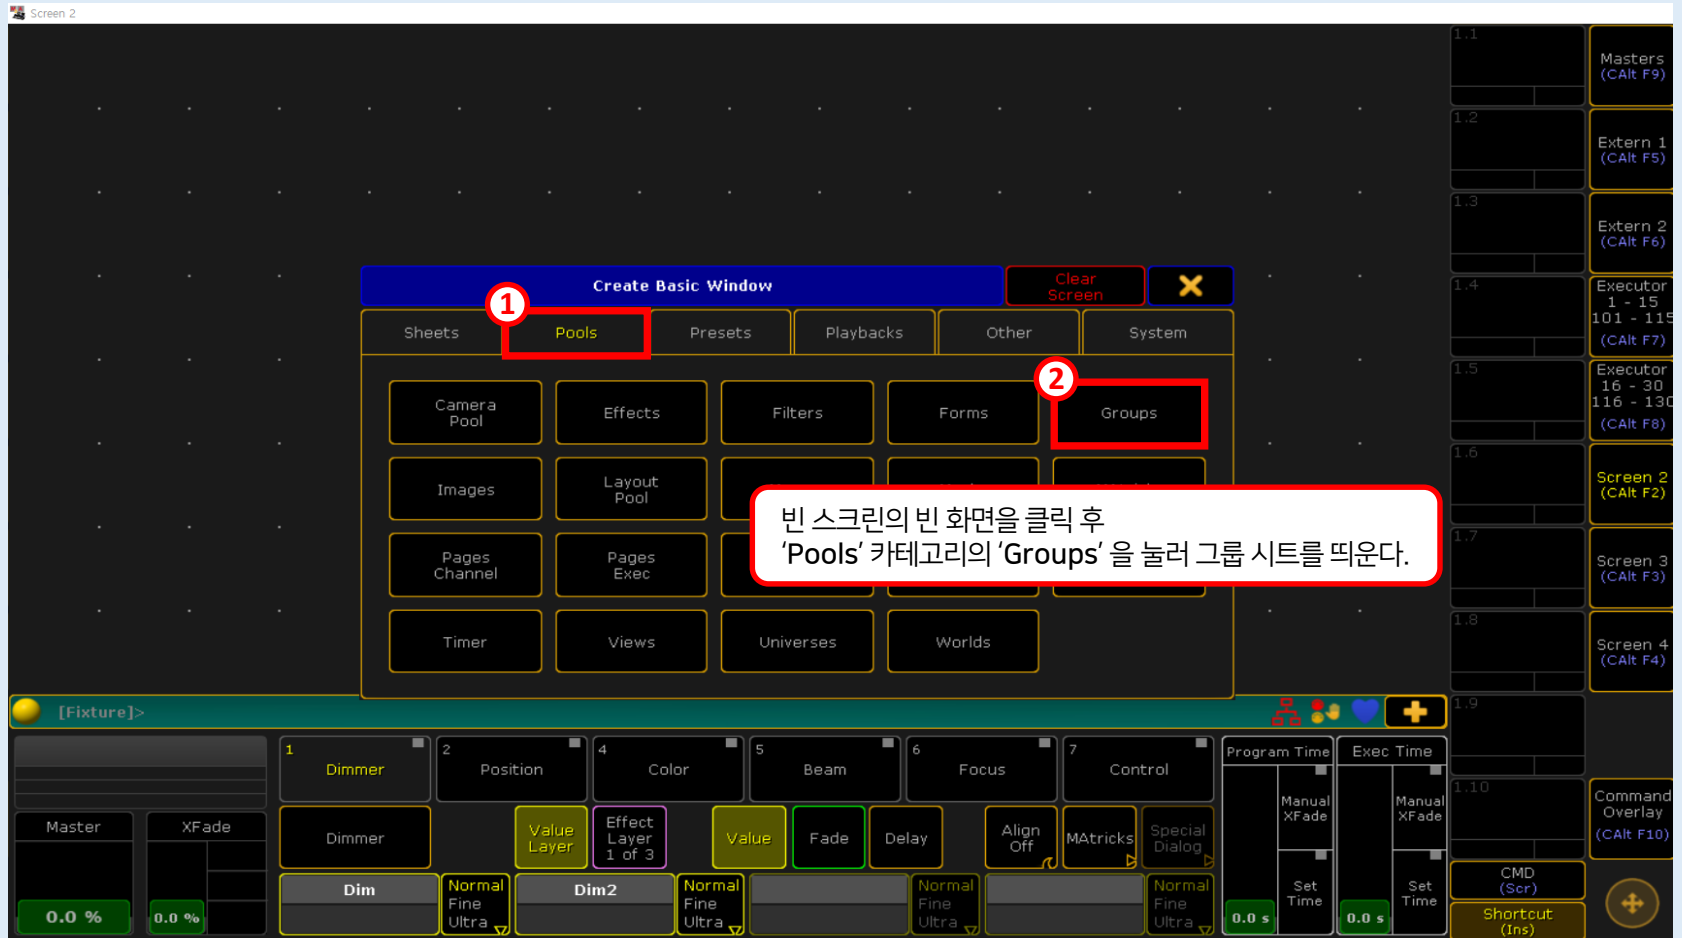 Screen 2
1.1
Masters
(CAlt F9)
1.2
Extern 1
(CAlt F5)
1.3
Extern 2
(CAlt F6)
Create Basic Window
Clear
Screen
1.4
Executor
1 - 15
101 - 115
(CAlt F7)
1
Sheets
Pools
Presets
Playbacks
Other
System
2
1.5
Executor
16 - 30
116 - 130
(CAlt F8)
Camera
Pool
Effects
Filters
Forms
Groups
Images
Layout
Pool
1.6
Screen 2
(CAlt F2)
빈 스크린의 빈 화면을 클릭 후
‘Pools’ 카테고리의 ‘Groups’ 을 눌러 그룹 시트를 띄운다.
Pages
Channel
Pages
Exec
1.7
Screen 3
(CAlt F3)
Timer
Views
Universes
Worlds
1.8
Screen 4
(CAlt F4)
[Fixture]>
1.9
1
Dimmer
2
Position
4
Color
5
Beam
6
Focus
7
Control
Program Time
Exec Time
Manual
XFade
Manual
XFade
1.10
Command
Overlay
(CAlt F10)
Master
XFade
Dimmer
Value
Layer
Effect
Layer
1 of 3
Value
Fade
Delay
Align
Off
MAtricks
Special
Dialog
Dim
Normal
Fine
Ultra
Dim2
Normal
Fine
Ultra
Normal
Fine
Ultra
Normal
Fine
Ultra
Set
Time
Set
Time
CMD
(Scr)
0.0 %
0.0 %
0.0 s
0.0 s
Shortcut
(Ins)